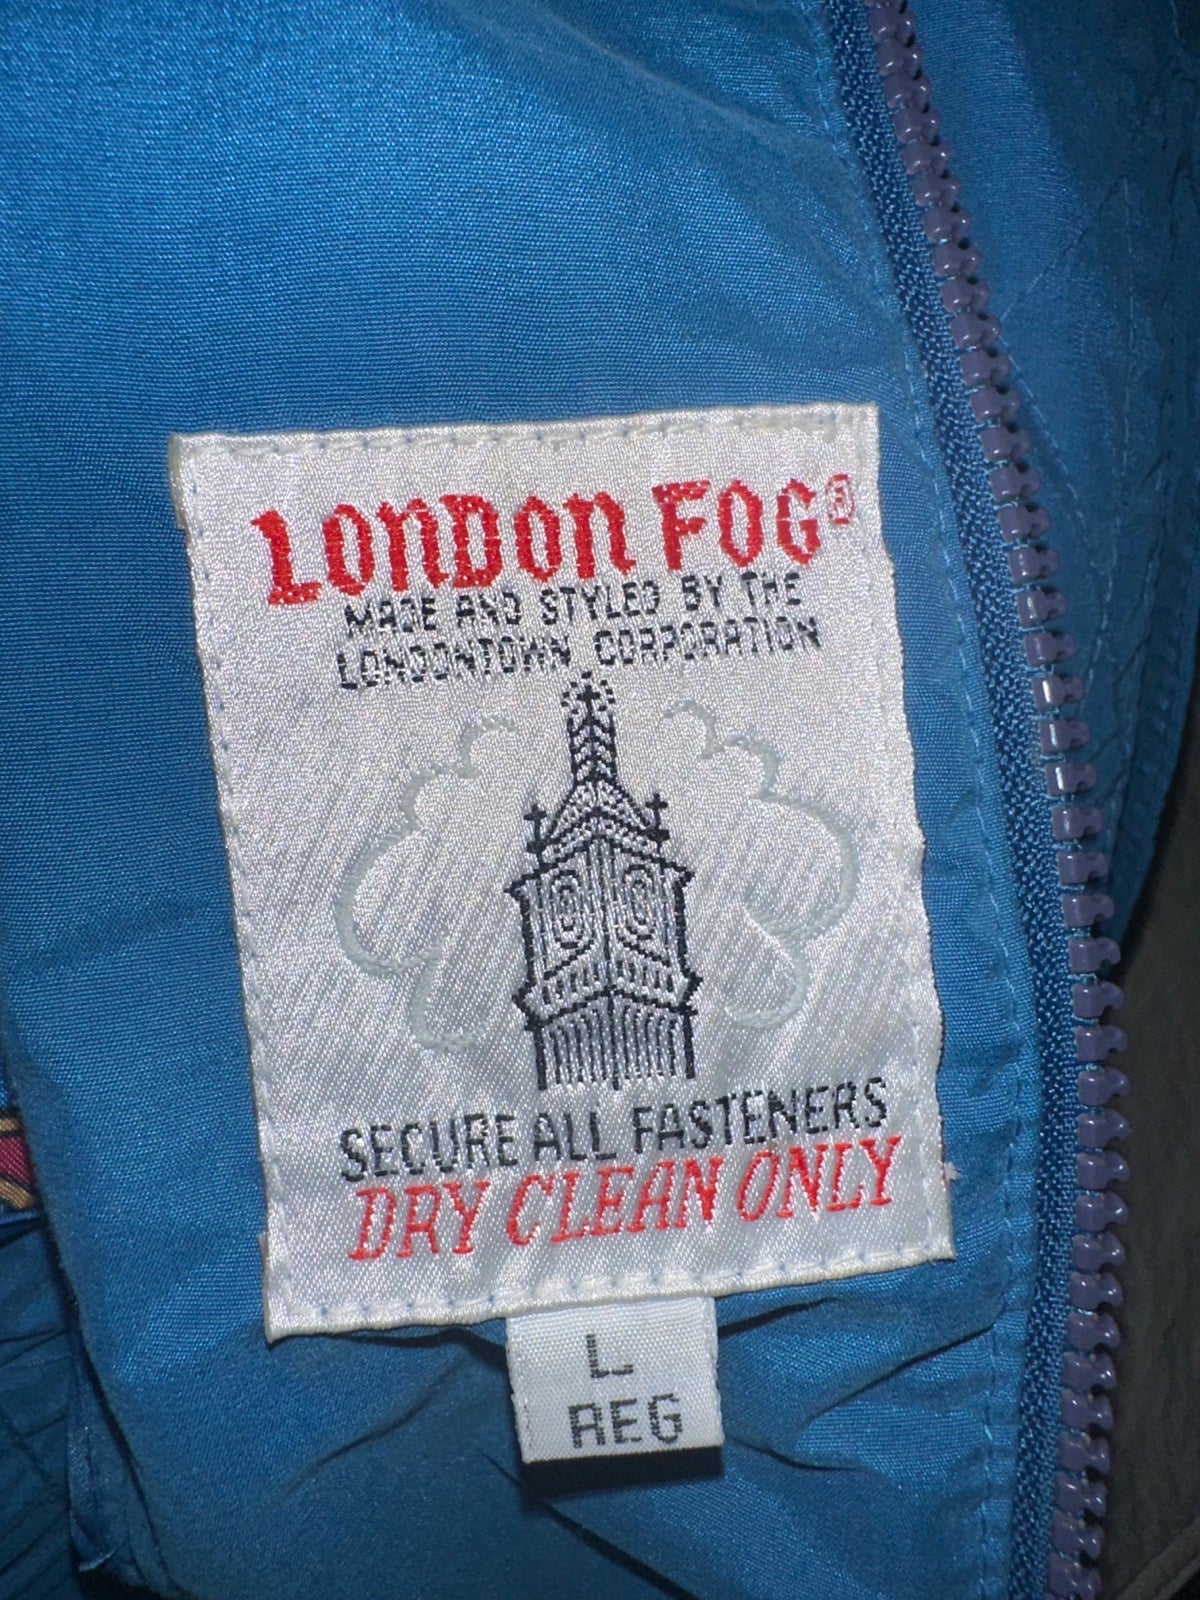 LONDON FOG®
MADE AND STYLED BY THE
LONDONTOWN CORPORATION
SECURE ALL FASTENERS
DRY CLEAN ONLY
L
REG